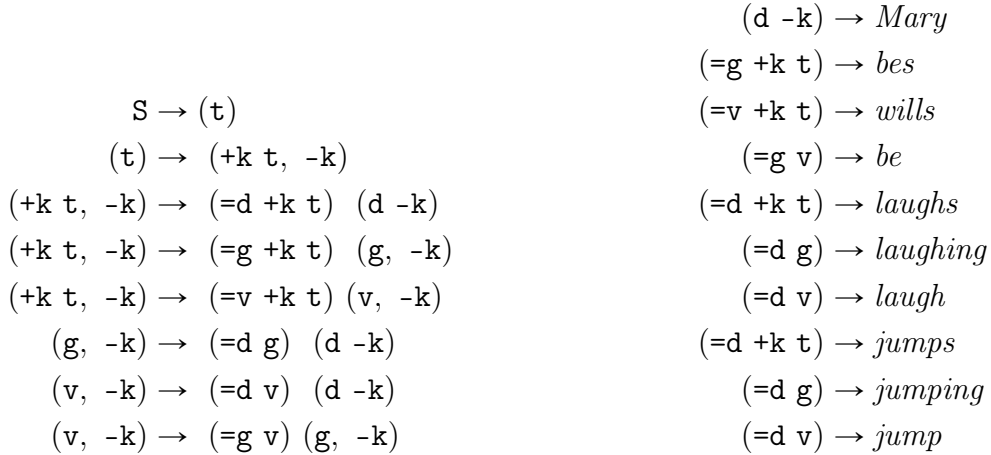 S → (t)
(t) → (+k t, -k)
(+k t, -k) → (=d +k t) (d -k)
(+k t, -k) → (=g +k t) (g, -k)
(+k t, -k) → (=v +k t) (v, -k)
(g, -k) → (=d g) (d -k)
(v, -k) → (=d v) (d -k)
(v, -k) → (=g v) (g, -k)
(d -k) → Mary
(=g +k t) → bes
(=v +k t) → wills
(=g v) → be
(=d +k t) → laughs
(=d g) → laughing
(=d v) → laugh
(=d +k t) → jumps
(=d g) → jumping
(=d v) → jump